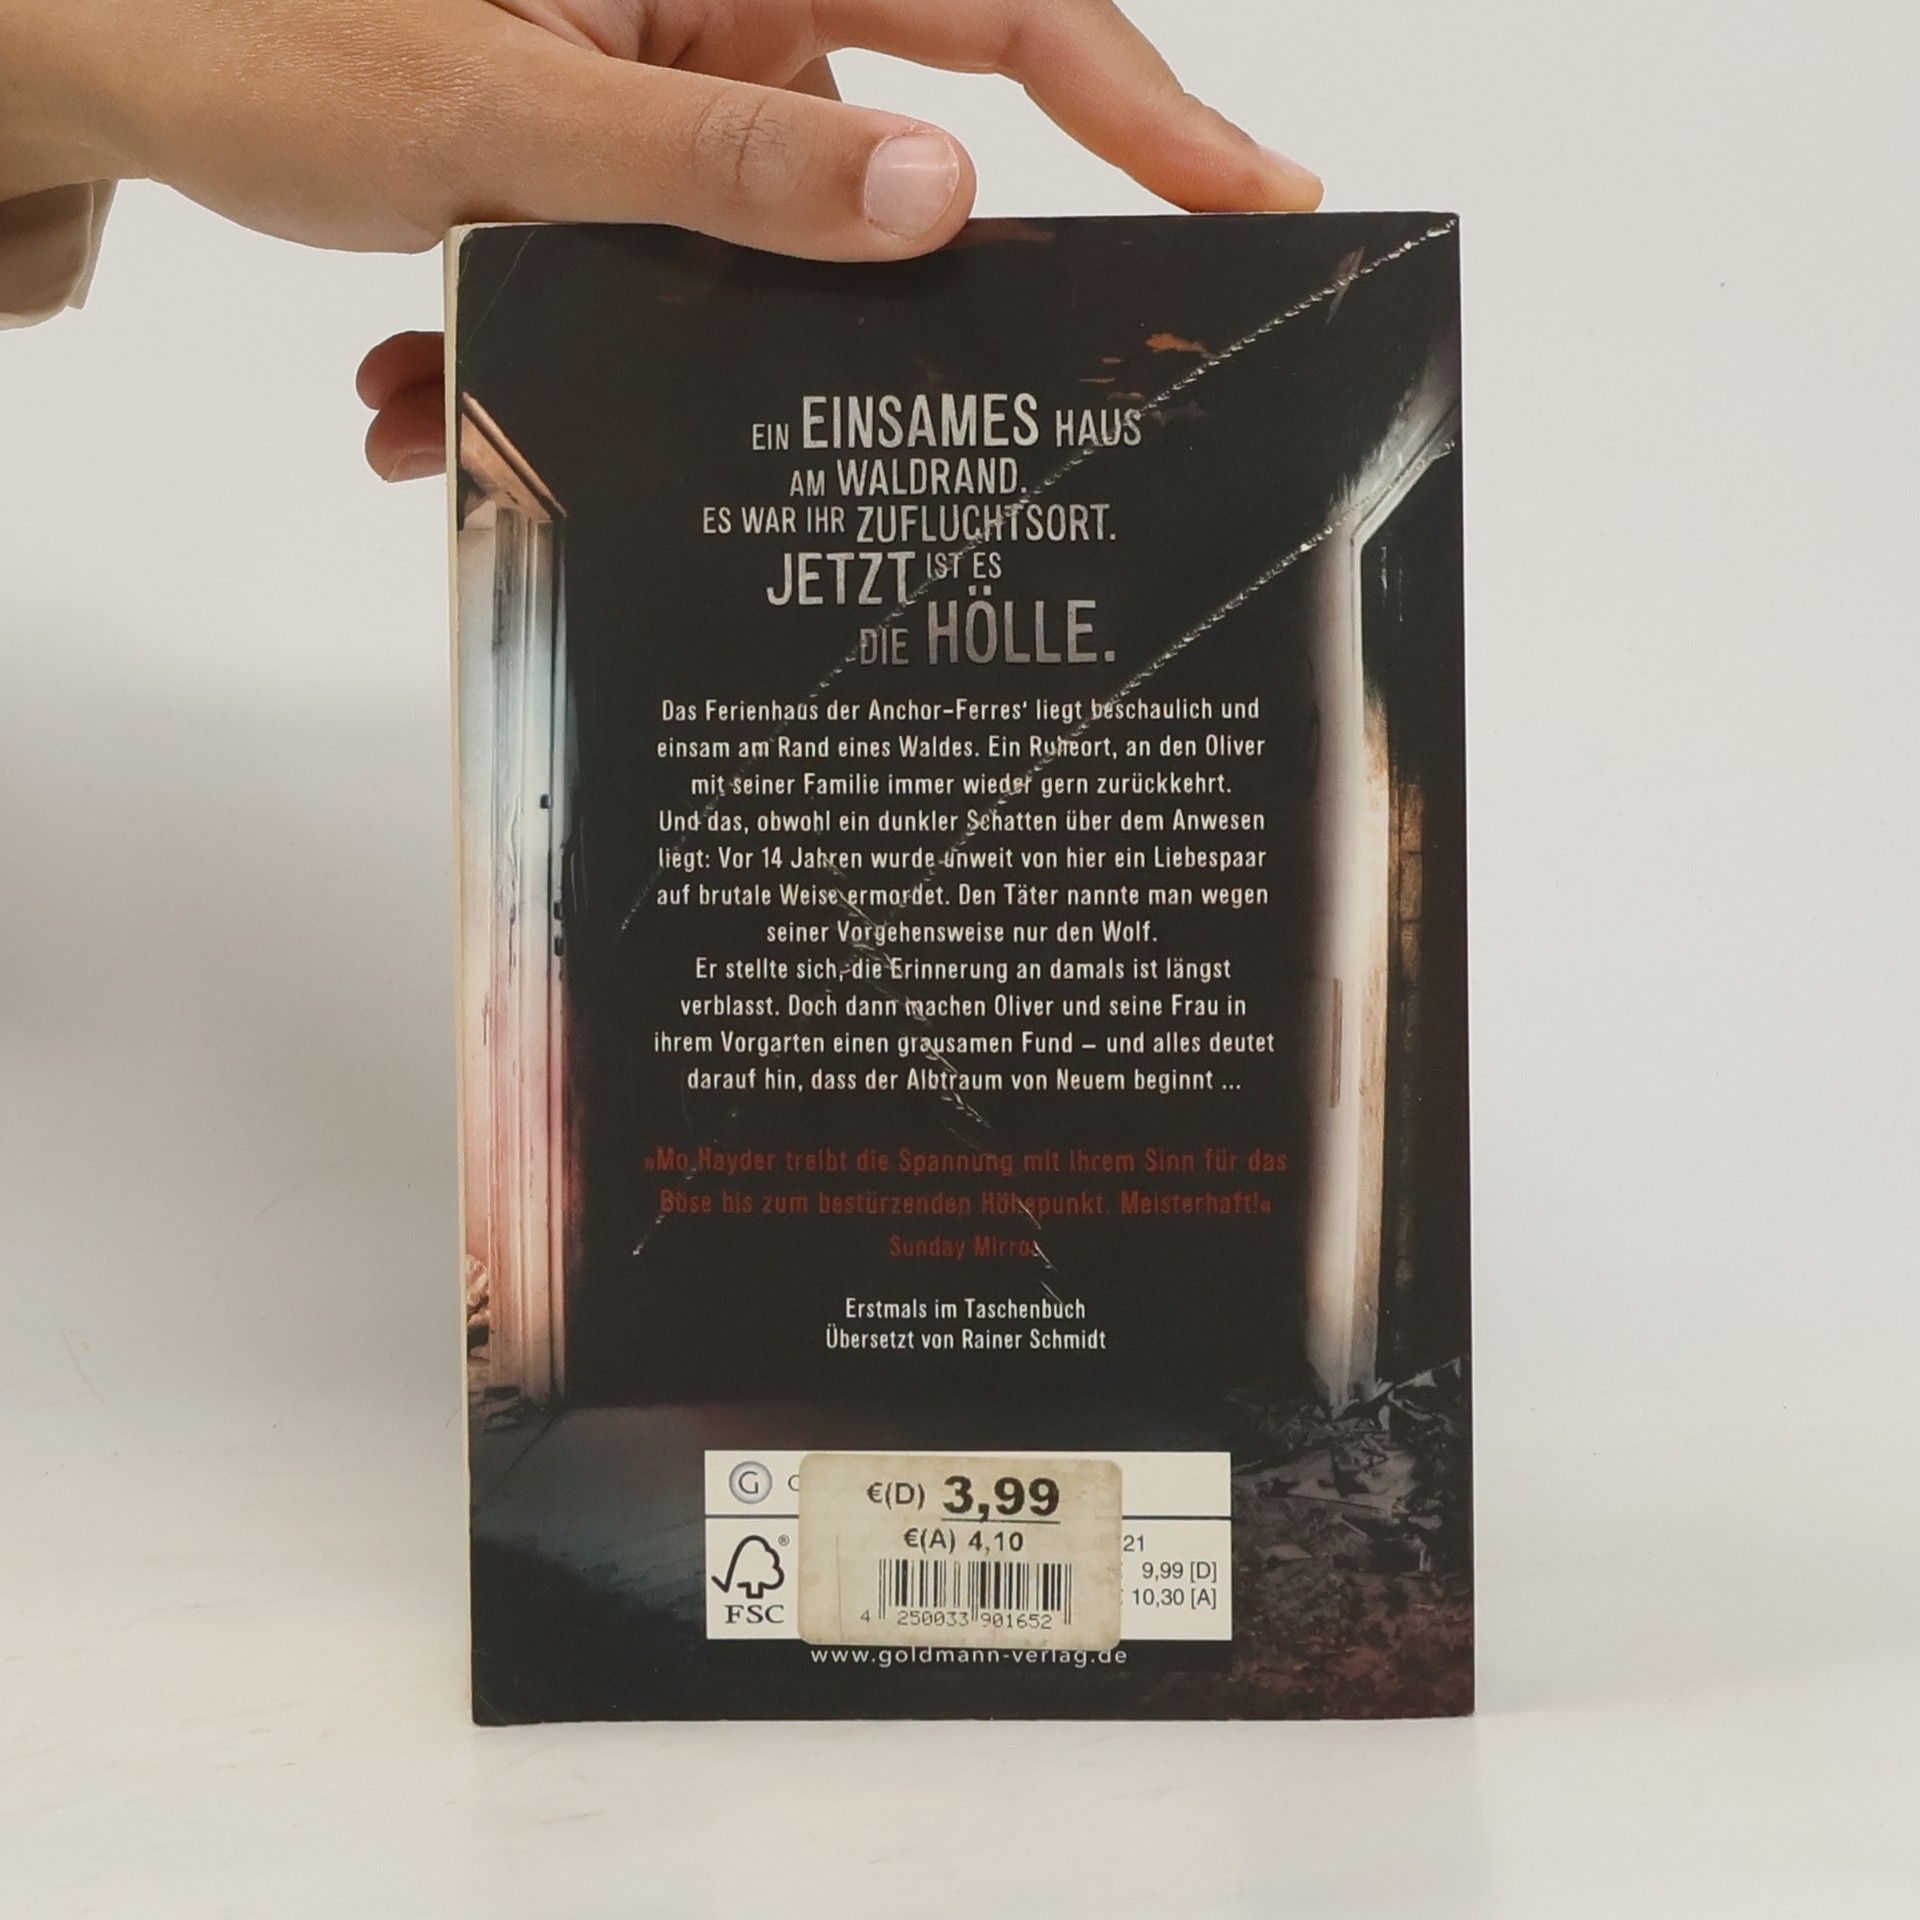 EIN EINSAMES HAUS
AM WALDRAND.
ES WAR IHR ZUFLUCHTSORT.
JETZT IST ES
DIE HÖLLE.
Das Ferienhaus der Anchor-Ferres' liegt beschaulich und
einsam am Rand eines Waldes. Ein Ruheort, an den Oliver
mit seiner Familie immer wieder gern zurückkehrt.
Und das, obwohl ein dunkler Schatten über dem Anwesen
liegt: Vor 14 Jahren wurde unweit von hier ein Liebespaar
auf brutale Weise ermordet. Den Täter nannte man wegen
seiner Vorgehensweise nur den Wolf.
Er stellte sich, die Erinnerung an damals ist längst
verblasst. Doch dann machen Oliver und seine Frau in
ihrem Vorgarten einen grausamen Fund – und alles deutet
darauf hin, dass der Albtraum von Neuem beginnt ...
»Mo Hayder treibt die Spannung mit ihrem Sinn für das
Böse bis zum bestürzenden Höhepunkt. Meisterhaft!«
Sunday Mirror
Erstmals im Taschenbuch
Übersetzt von Rainer Schmidt
G
€(D) 3,99
€(A) 4,10
4 250033 901652
FSC®
21
9,99 [D]
10,30 [A]
www.goldmann-verlag.de